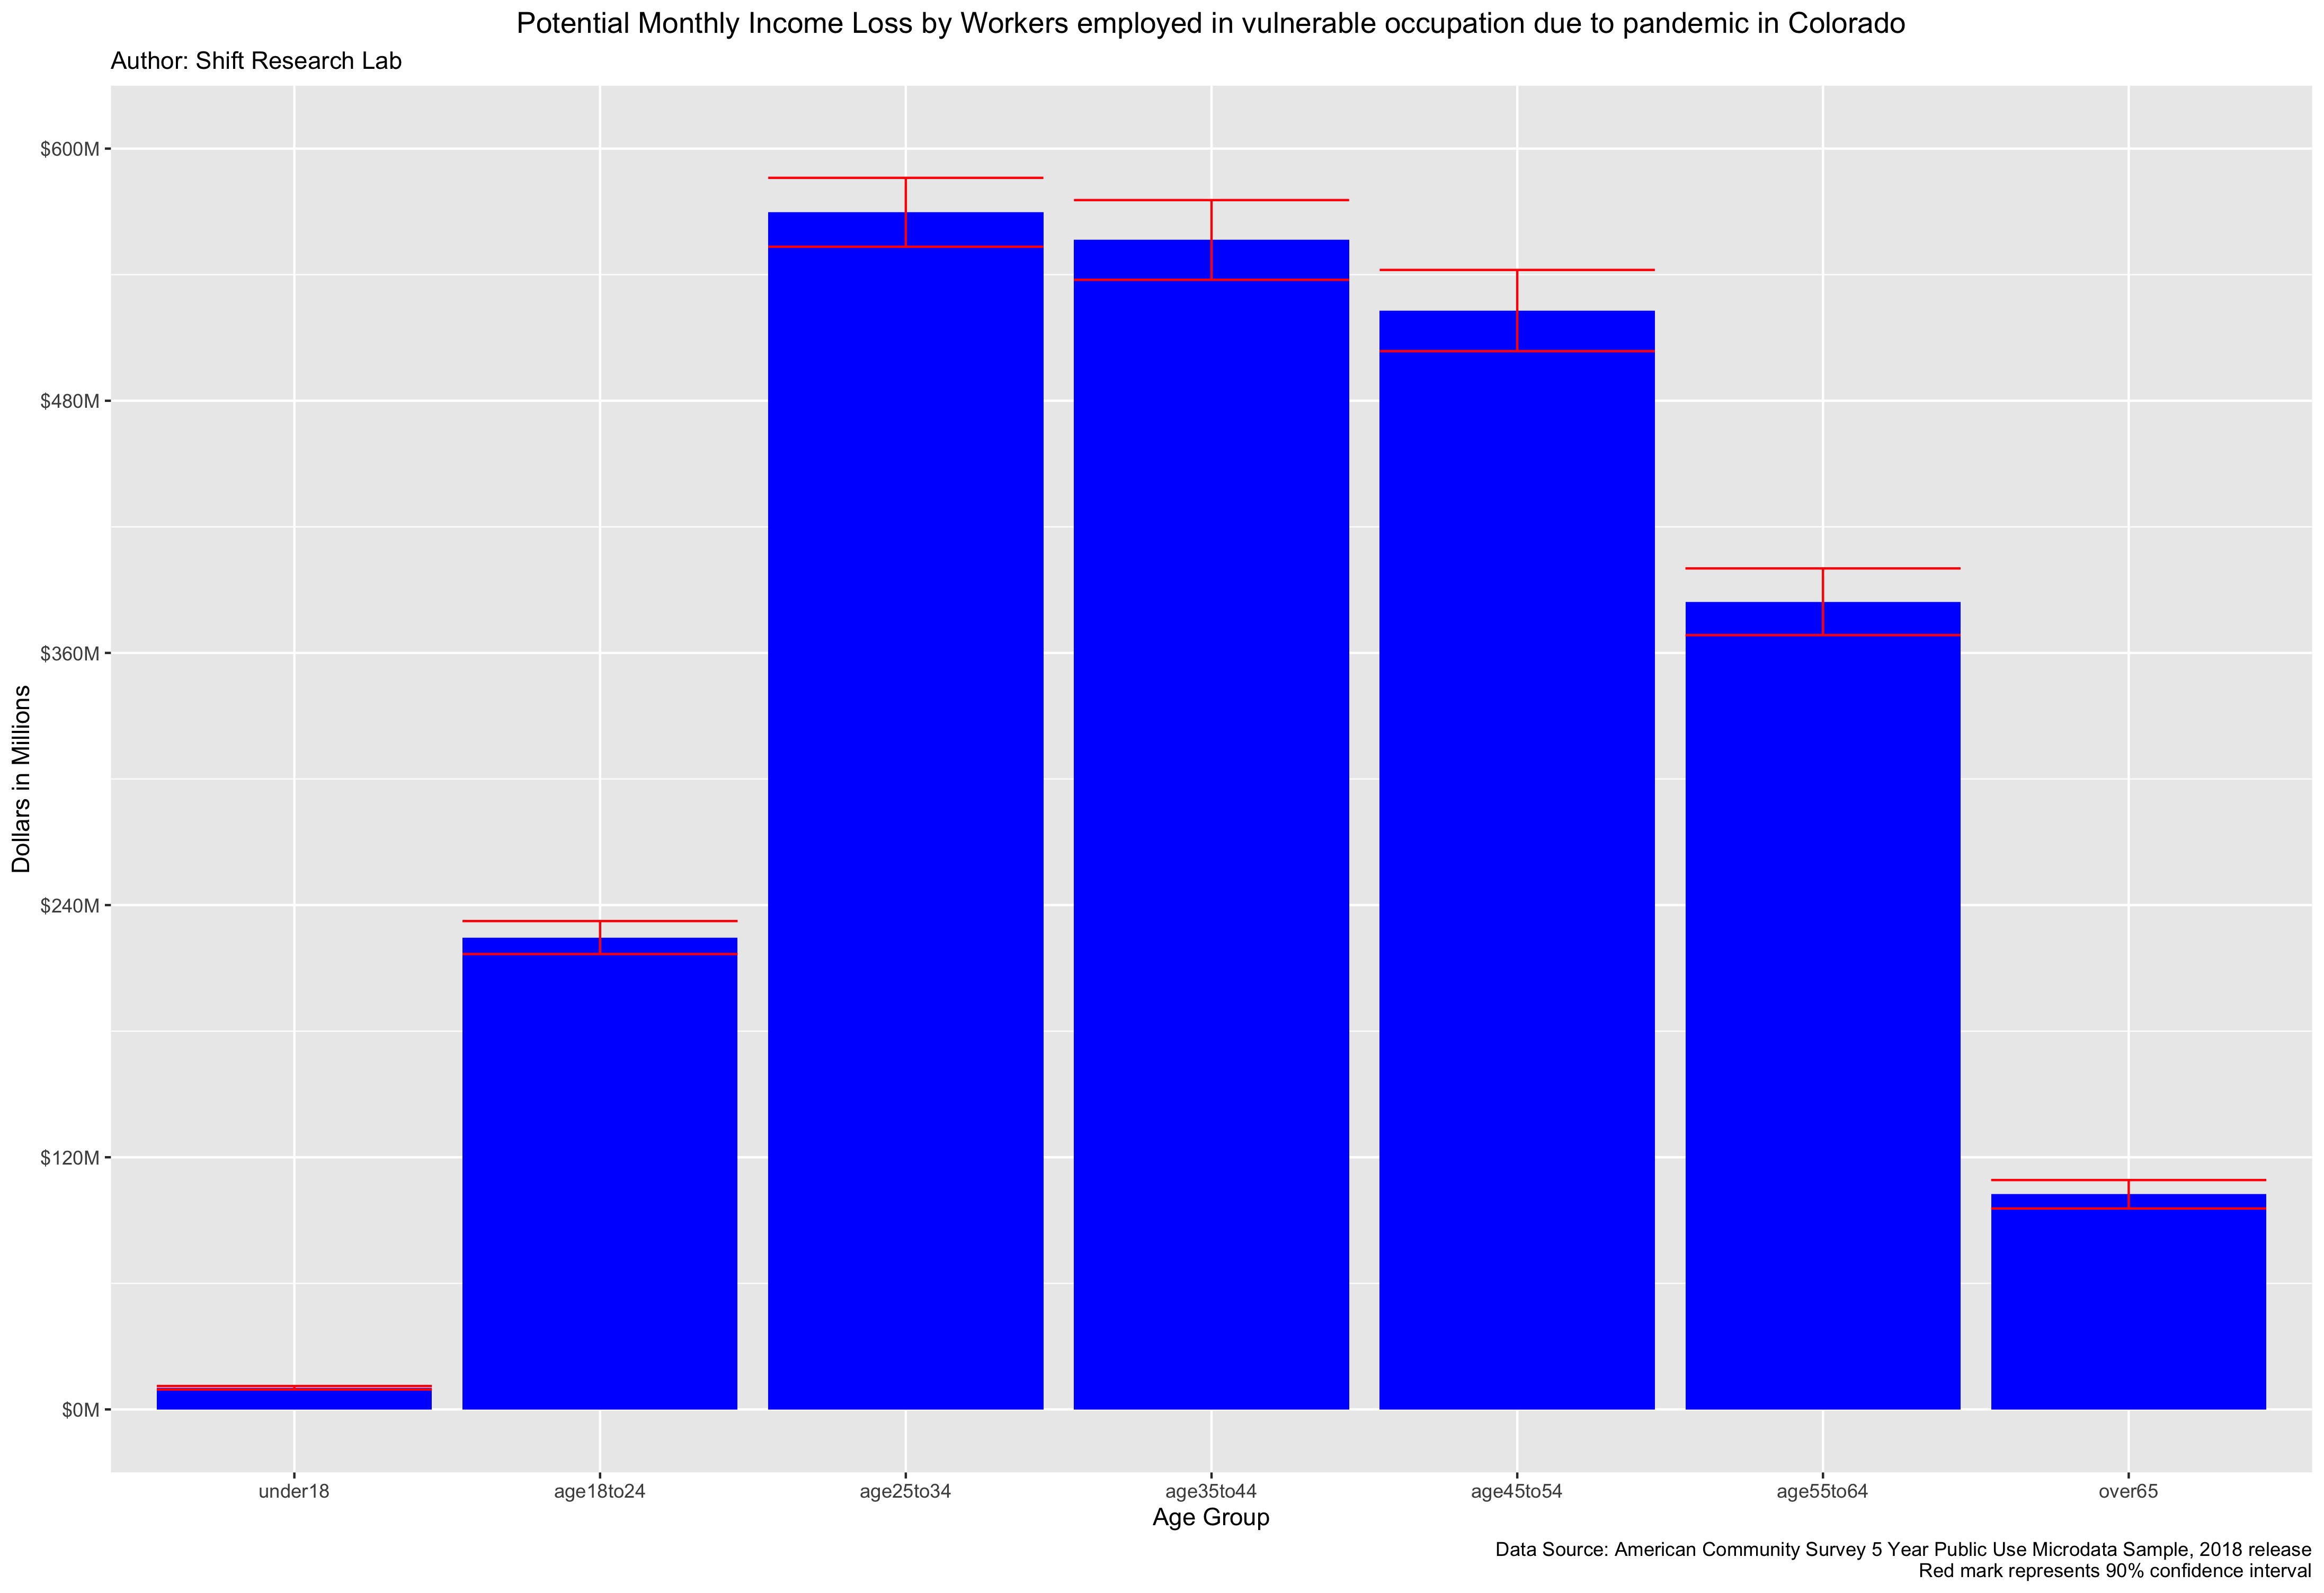 Potential Monthly Income Loss by Workers employed in vulnerable occupation due to pandemic in Colorado
Author: Shift Research Lab
$600M
$480M
$360M
$240M
$120M
$0M
Dollars in Millions
under18
age18to24
age25to34
age35to44
age45to54
age55to64
over65
Age Group
Data Source: American Community Survey 5 Year Public Use Microdata Sample, 2018 release
Red mark represents 90% confidence interval